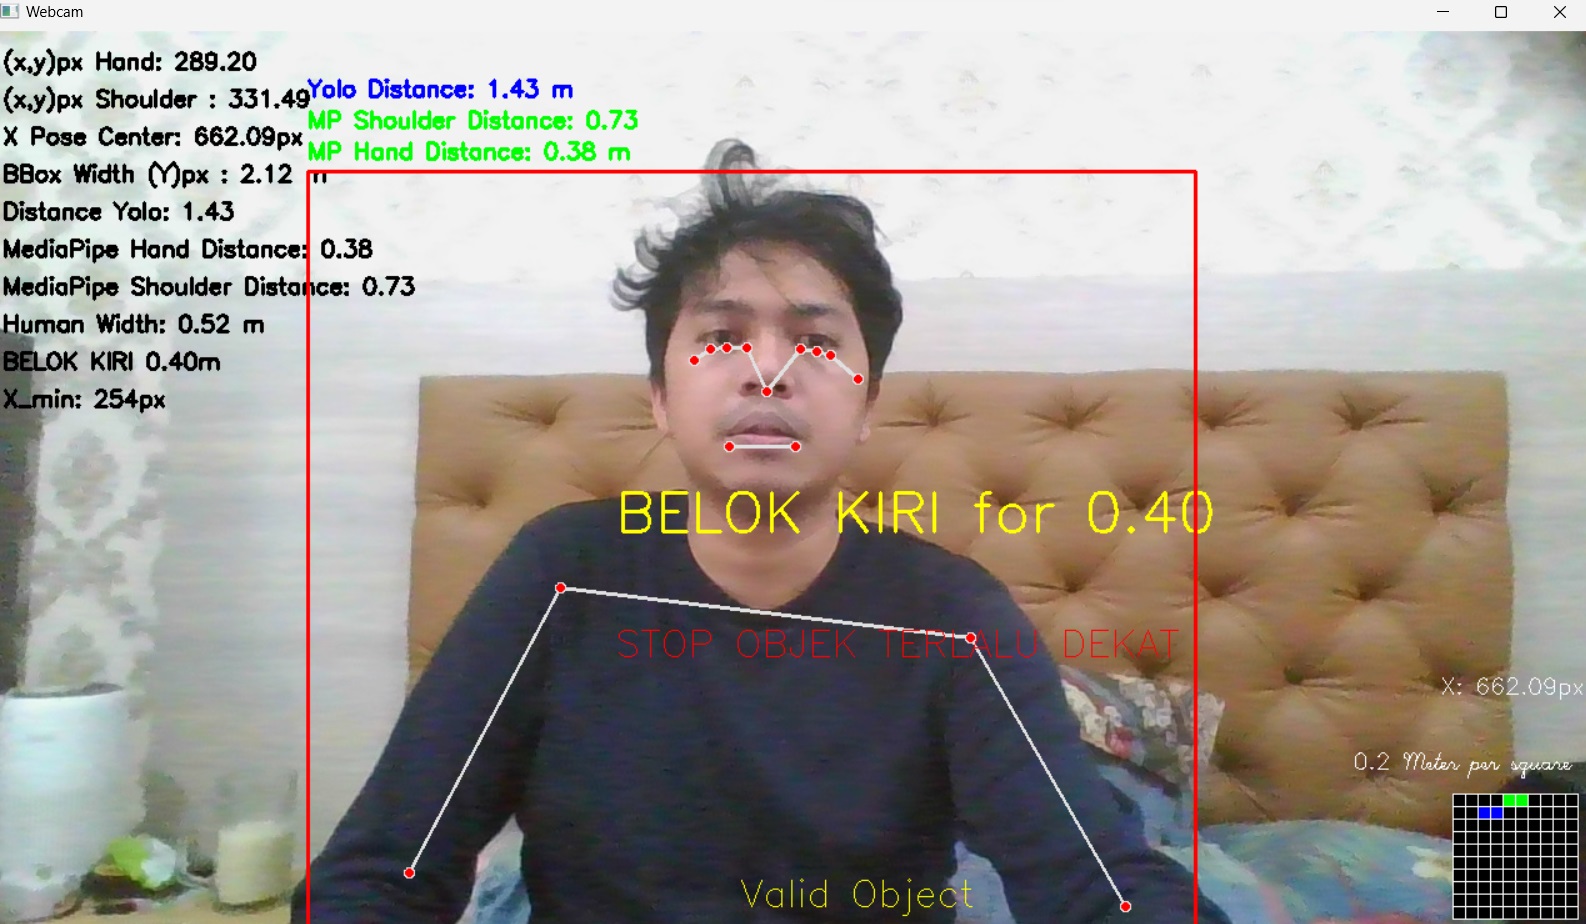 Webcam
(x,y)px Hand: 289.20
(x,y)px Shoulder : 331.49
X Pose Center: 662.09px
BBox Width (Y)px : 2.12 m
Distance Yolo: 1.43
MediaPipe Hand Distance: 0.38
MediaPipe Shoulder Distance: 0.73
Human Width: 0.52 m
BELOK KIRI 0.40m
X_min: 254px
Yolo Distance: 1.43 m
MP Shoulder Distance: 0.73
MP Hand Distance: 0.38 m
BELOK KIRI for 0.40
STOP OBJEK TERLALU DEKAT
X: 662.09px
0.2 Meter per square
Valid Object